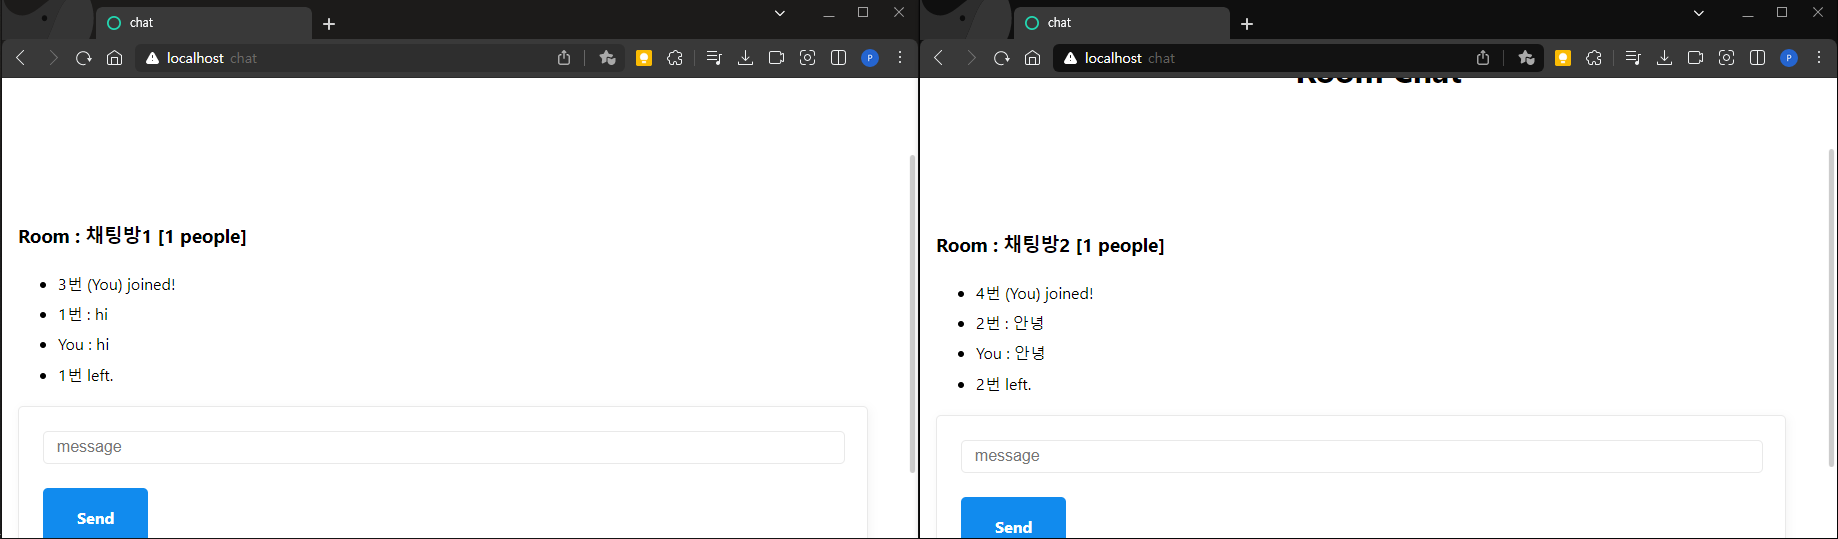 chat
localhost chat
P
Room : 채팅방1 [1 people]
3번 (You) joined!
1번 : hi
You : hi
1번 left.
message
Send
chat
localhost chat
P
Room Chat
Room : 채팅방2 [1 people]
4번 (You) joined!
2번 : 안녕
You : 안녕
2번 left.
message
Send